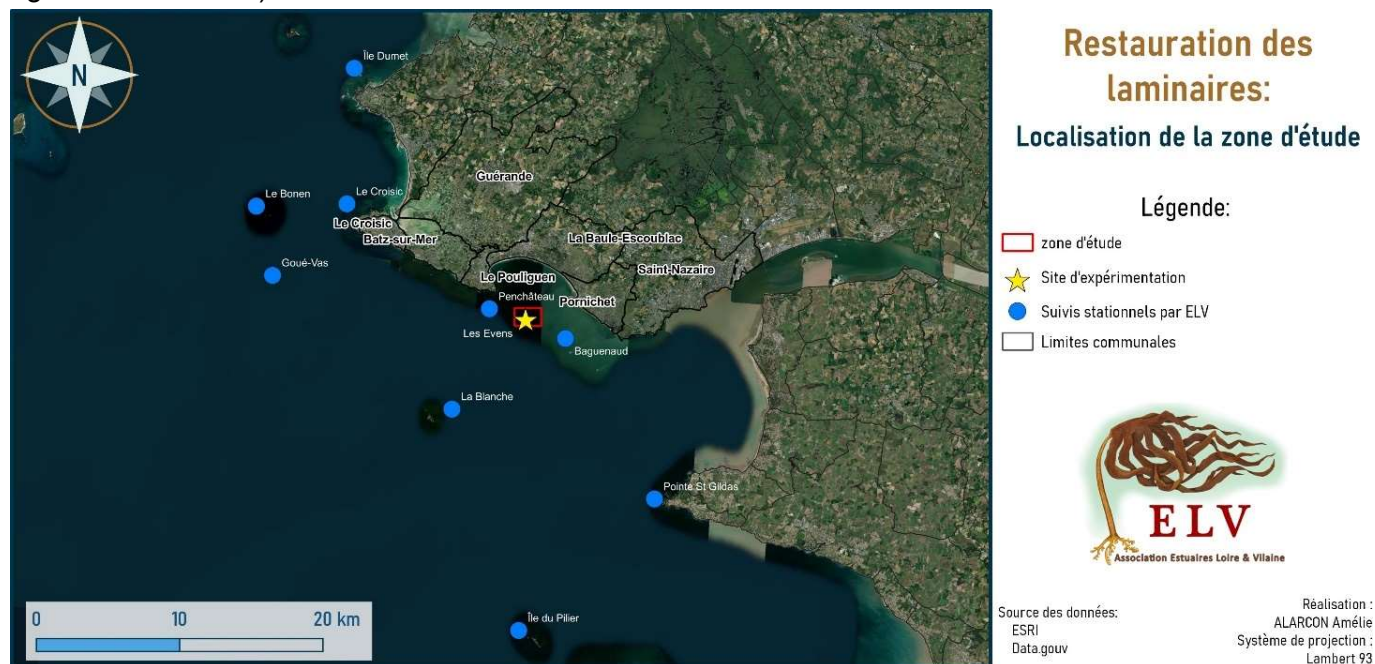 N
Île Dumet
Le Bonen
Le Croisic
Guérande
Le Croisic
Batz-sur-Mer
La Baule-Escoublac
Goué-Vas
Saint-Nazaire
Le Pouliguen
Penchâteau
Pornichet
Les Evens
Baguenaud
La Blanche
Pointe St Gildas
Île du Pilier
0 10 20 km
Restauration des
laminaires:
Localisation de la zone d'étude
Légende:
zone d'étude
Site d'expérimentation
Suivis stationnels par ELV
Limites communales
ELV
Association Estuaires Loire & Vilaine
Source des données:
ESRI
Data.gouv
Réalisation :
ALARCON Amélie
Système de projection :
Lambert 93